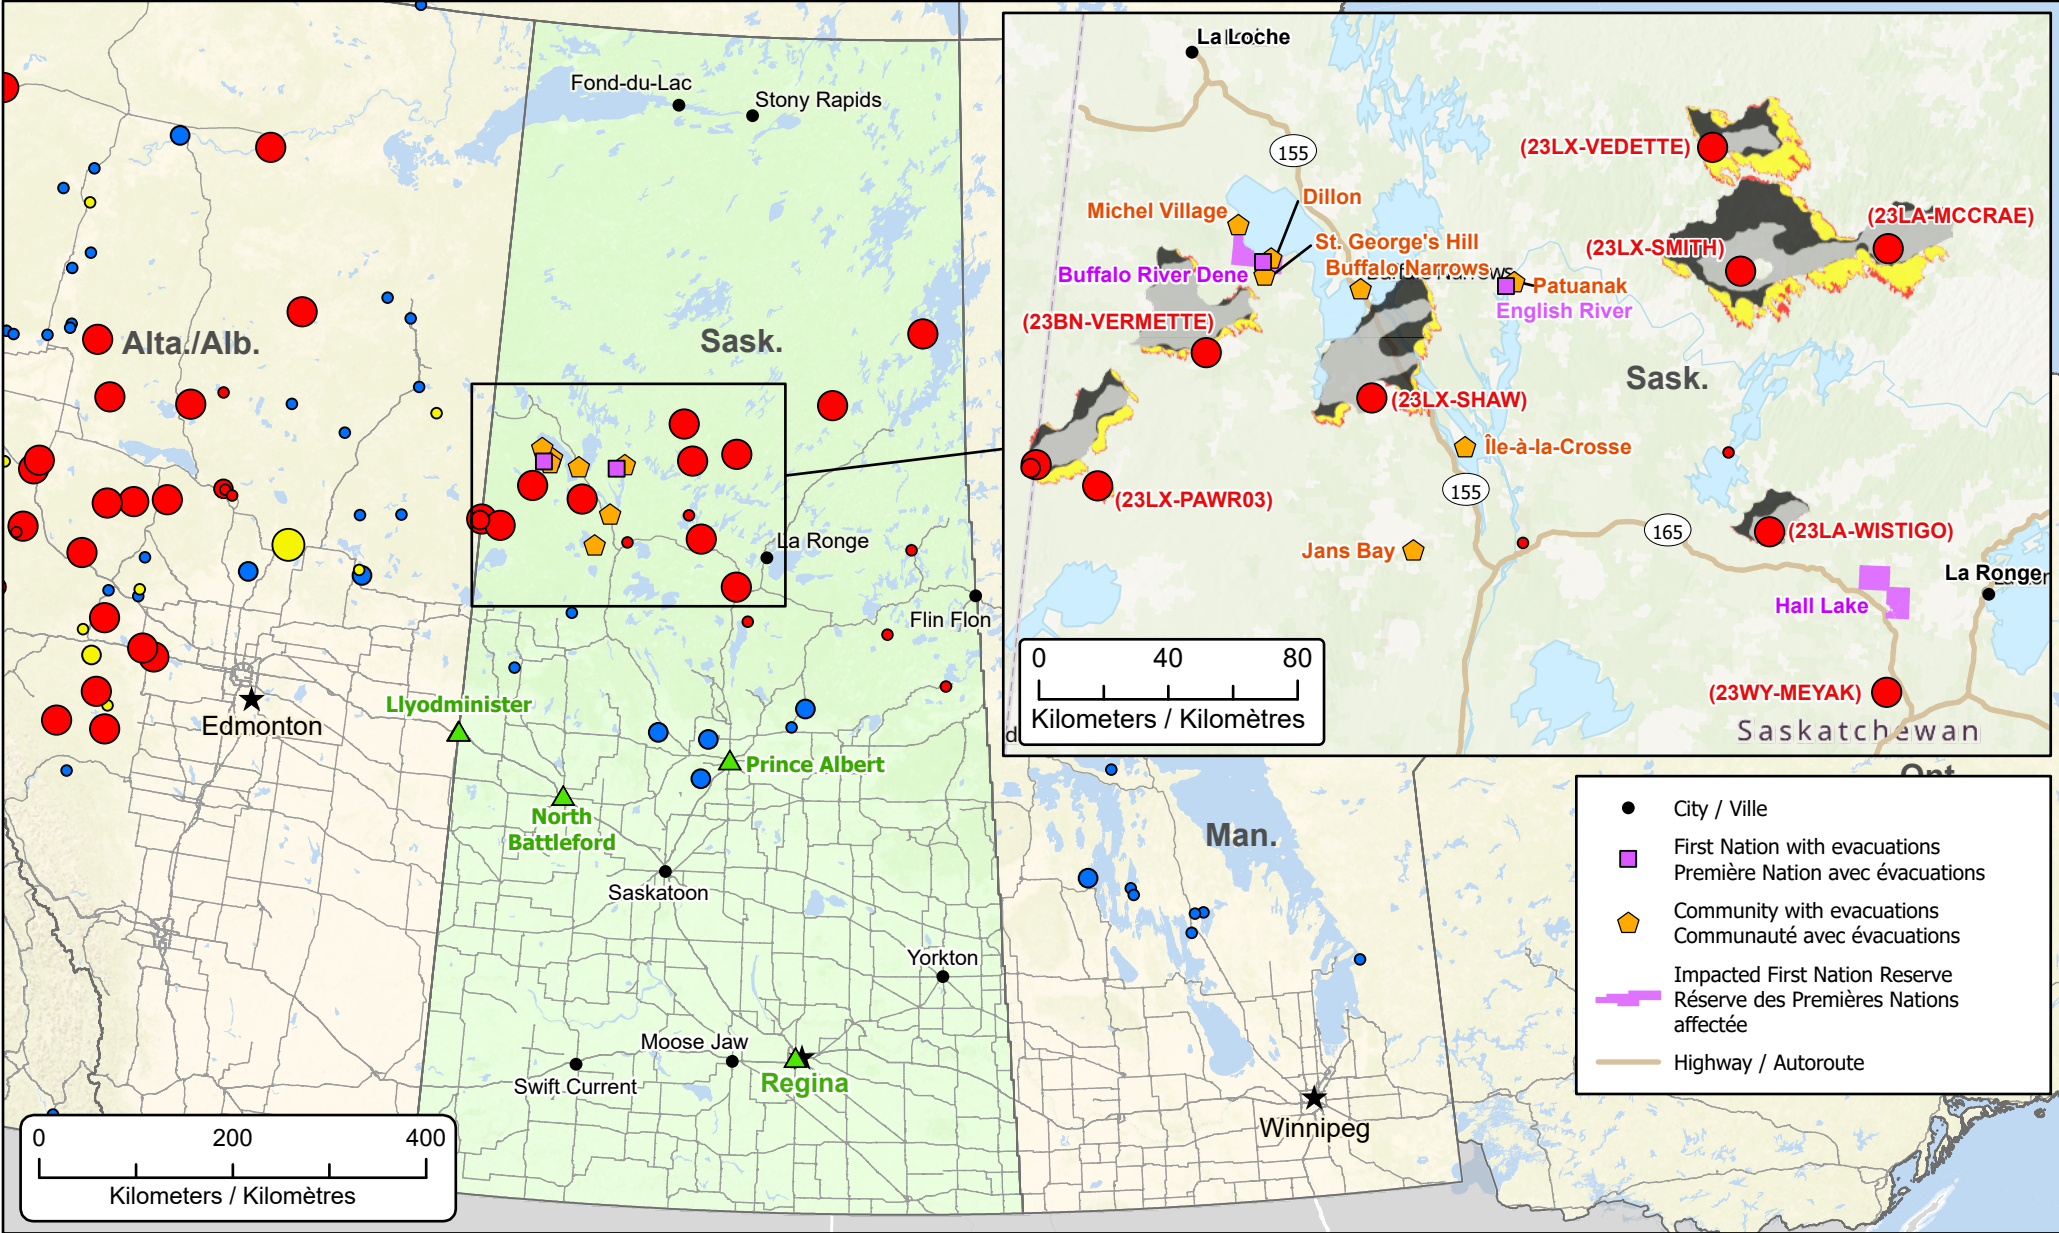 Fond-du-Lac
Stony Rapids
Alta./Alb.
Sask.
La Ronge
Flin Flon
Llyodminister
Edmonton
Prince Albert
North
Battleford
Saskatoon
Yorkton
Moose Jaw
Swift Current
Regina
Man.
Winnipeg
Ont.
0 200 400
Kilometers / Kilomètres
La Loche
155
(23LX-VEDETTE)
Dillon
Michel Village
(23LA-MCCRAE)
St. George's Hill
(23LX-SMITH)
Buffalo River Dene
Buffalo Narrows
Patuanak
English River
(23BN-VERMETTE)
Sask.
(23LX-SHAW)
Île-à-la-Crosse
155
(23LX-PAWR03)
165
(23LA-WISTIGO)
Jans Bay
La Ronge
Hall Lake
0 40 80
Kilometers / Kilomètres
(23WY-MEYAK)
Saskatchewan
City / Ville
First Nation with evacuations
Première Nation avec évacuations
Community with evacuations
Communauté avec évacuations
Impacted First Nation Reserve
Réserve des Premières Nations
affectée
Highway / Autoroute